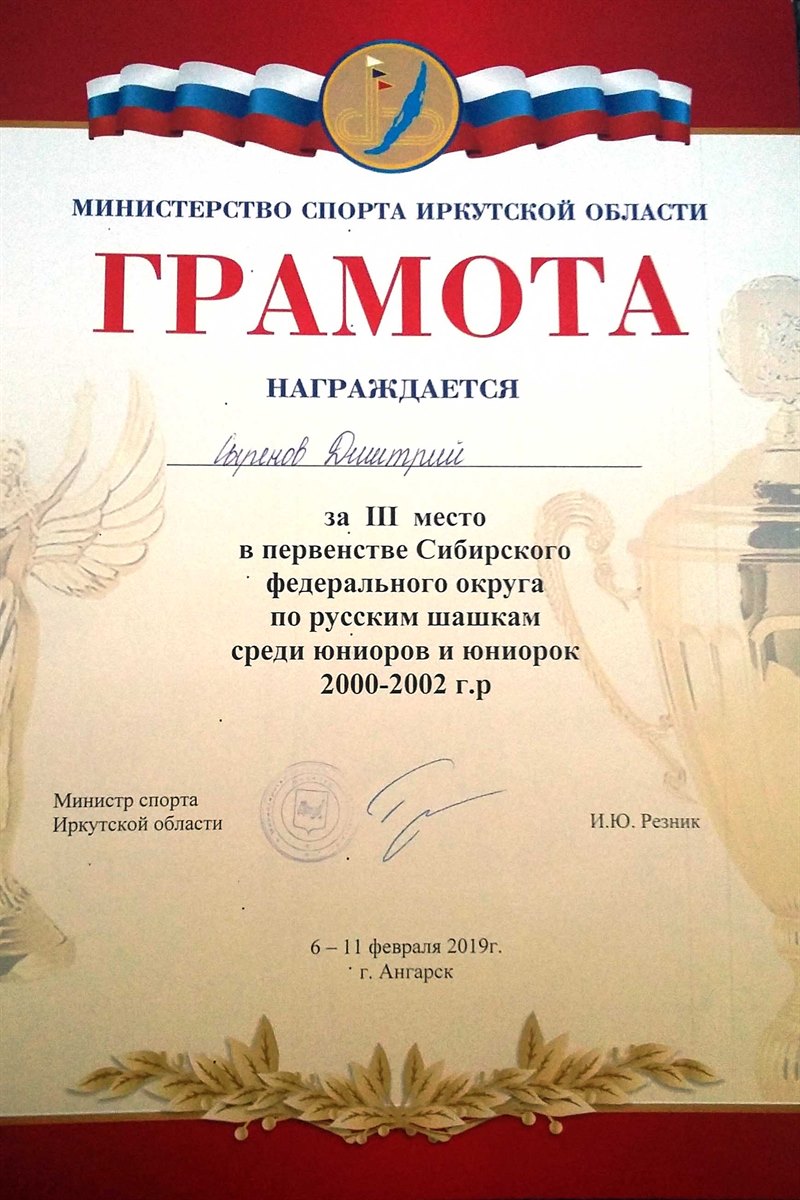 МИНИСТЕРСТВО СПОРТА ИРКУТСКОЙ ОБЛАСТИ
ГРАМОТА
НАГРАЖДАЕТСЯ
Цыренов Дмитрий
за III место
в первенстве Сибирского
федерального округа
по русским шашкам
среди юниоров и юниорок
2000-2002 г.р
Министр спорта
Иркутской области
И.Ю. Резник
6 – 11 февраля 2019г.
г. Ангарск